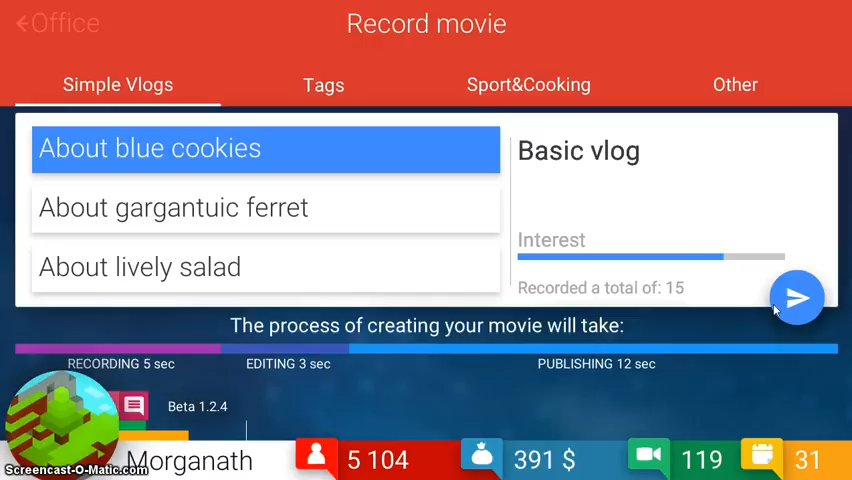 Office
Record movie
Simple Vlogs
Tags
Sport&Cooking
Other
About blue cookies
About gargantuic ferret
About lively salad
Basic vlog
Interest
Recorded a total of: 15
The process of creating your movie will take:
RECORDING 5 sec
EDITING 3 sec
PUBLISHING 12 sec
Beta 1.2.4
Screencast-O-Matic.com
Morganath
5 104
391 $
119
31